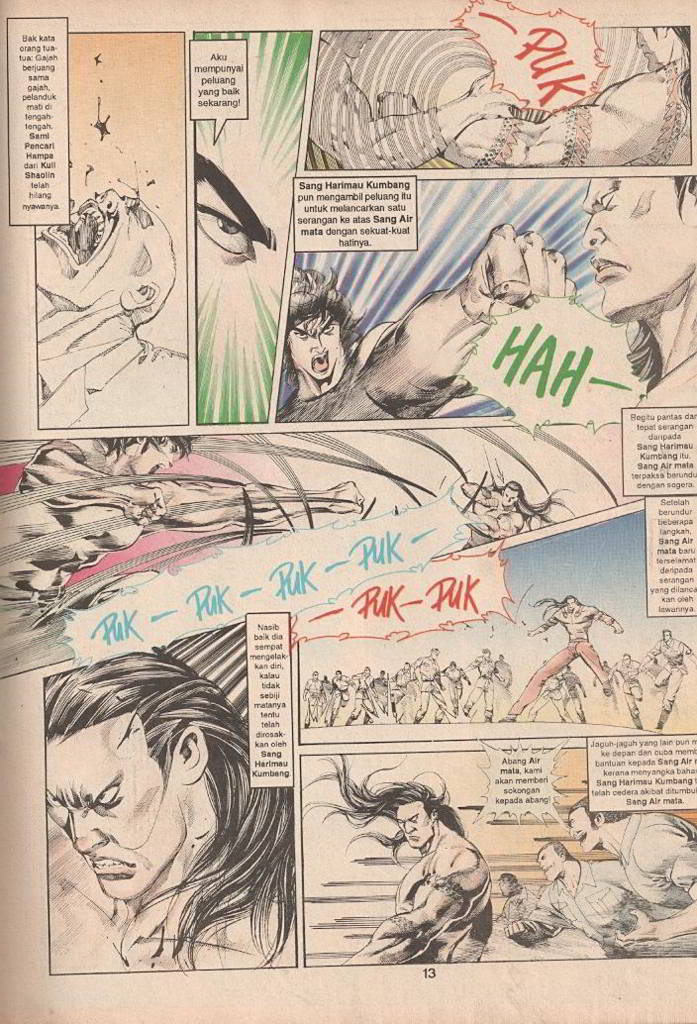 Bak kata
orang tua-
tua: Gajah
berjuang
sama
gajah,
pelanduk
mati di
tengah-
tengah.
Sami
Pencari
Hampa
dari Kuil
Shaolin
telah
hilang
nyawanya.
Aku
mempunyai
peluang
yang baik
sekarang!
- PUK
Sang Harimau Kumbang
pun mengambil peluang itu
untuk melancarkan satu
serangan ke atas Sang Air
mata dengan sekuat-kuat
hatinya.
HAH-
Begitu pantas dan
tepat serangan
daripada
Sang Harimau
Kumbang itu.
Sang Air mata
terpaksa berundur
dengan segera.
Setelah
berundur
beberapa
langkah,
Sang Air
mata baru
terselamat
daripada
serangan
yang dilanca
kan oleh
lawannya.
PUK - PUK - PUK - PUK -
- PUK - PUK
Nasib
baik dia
sempat
mengelak-
kan diri,
kalau
tidak
sebiji
matanya
tentu
telah
dirosak-
kan oleh
Sang
Harimau
Kumbang.
Abang Air
mata, kami
akan memberi
sokongan
kepada abang!
Jaguh-jaguh yang lain pun m
ke depan dan cuba memb
bantuan kepada Sang Air
kerana menyangka baha
Sang Harimau Kumbang
telah cedera akibat ditumbu
Sang Air mata.
13